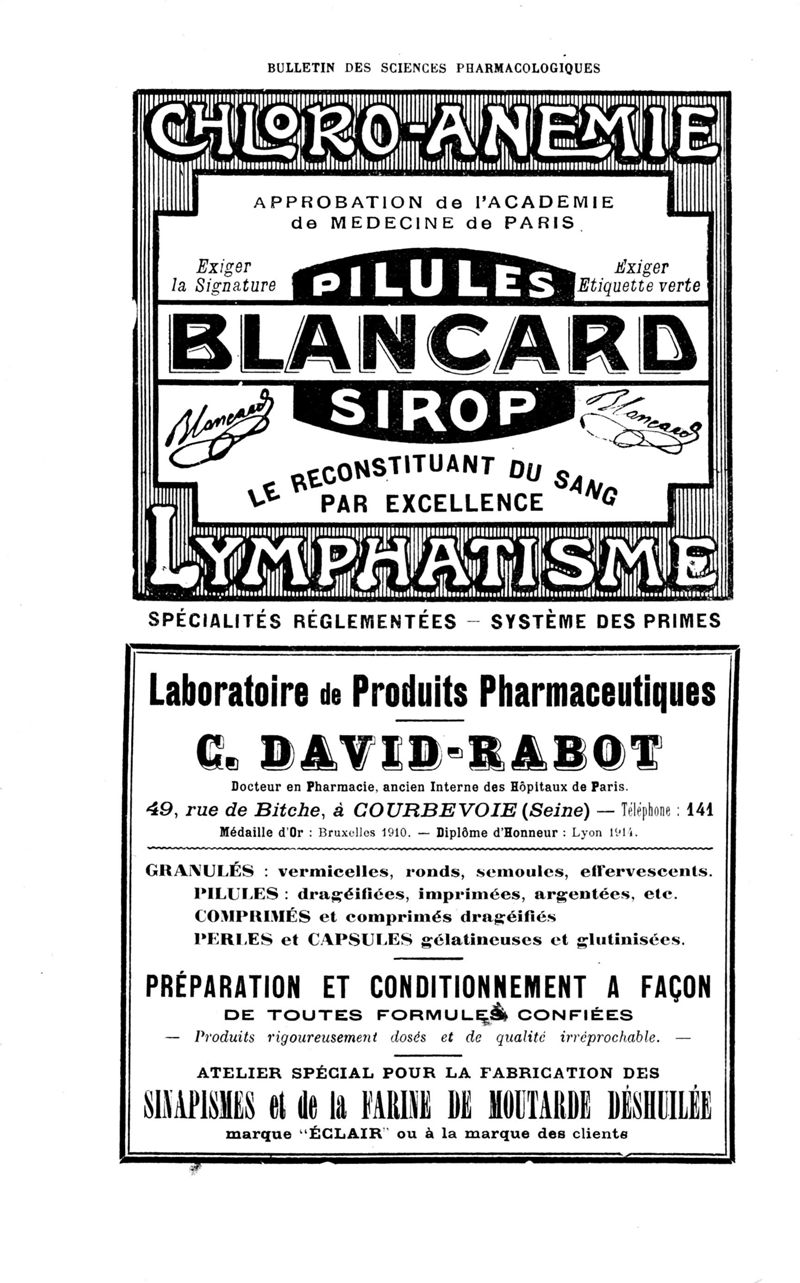 BULLETIN DES SCIENCES PHARMACOLOGIQUES
CHLORO-ANEMIE
APPROBATION de l'ACADEMIE
de MEDECINE de PARIS
Exiger
la Signature
PILULES
Exiger
Etiquette verte
BLANCARD
Blancard
SIROP
Blancard
LE RECONSTITUANT DU SANG
PAR EXCELLENCE
LYMPHATISME
SPÉCIALITÉS RÉGLEMENTÉES — SYSTÈME DES PRIMES
Laboratoire de Produits Pharmaceutiques
C. DAVID-RABOT
Docteur en Pharmacie, ancien Interne des Hôpitaux de Paris.
49, rue de Bitche, à COURBEVOIE (Seine) — Téléphone : 141
Médaille d'Or : Bruxelles 1910. — Diplôme d'Honneur : Lyon 1914.
GRANULÉS : vermicelles, ronds, semoules, effervescents.
PILULES : dragéifiées, imprimées, argentées, etc.
COMPRIMÉS et comprimés dragéifiés
PERLES et CAPSULES gélatineuses et glutinisées.
PRÉPARATION ET CONDITIONNEMENT A FAÇON
DE TOUTES FORMULES CONFIÉES
— Produits rigoureusement dosés et de qualité irréprochable. —
ATELIER SPÉCIAL POUR LA FABRICATION DES
SINAPISMES et de la FARINE DE MOUTARDE DÉSHUILÉE
marque "ÉCLAIR" ou à la marque des clients